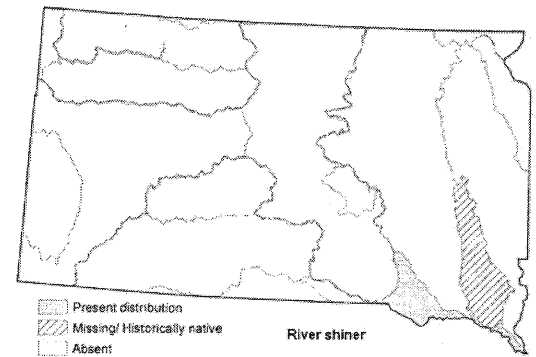 Present distribution
Missing/ Historically native
River shiner
Absent